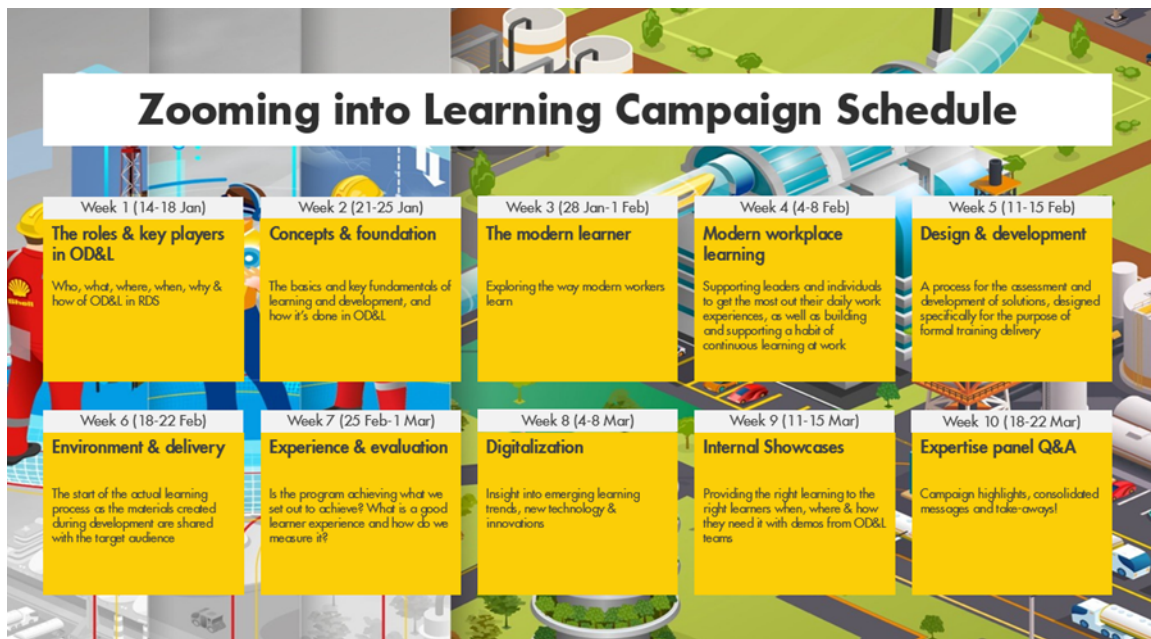 Zooming into Learning Campaign Schedule
Week 1 (14-18 Jan)
The roles & key players
in OD&L
Who, what, where, when, why &
how of OD&L in RDS
Week 2 (21-25 Jan)
Concepts & foundation
The basics and key fundamentals of
learning and development, and
how it's done in OD&L
Week 3 (28 Jan-1 Feb)
The modern learner
Exploring the way modern workers
learn
Week 4 (4-8 Feb)
Modern workplace
learning
Supporting leaders and individuals
to get the most out their daily work
experiences, as well as building
and supporting a habit of
continuous learning at work
Week 5 (11-15 Feb)
Design & development
A process for the assessment and
development of solutions, designed
specifically for the purpose of
formal training delivery
Week 6 (18-22 Feb)
Environment & delivery
The start of the actual learning
process as the materials created
during development are shared
with the target audience
Week 7 (25 Feb-1 Mar)
Experience & evaluation
Is the program achieving what we
set out to achieve? What is a good
learner experience and how do we
measure it?
Week 8 (4-8 Mar)
Digitalization
Insight into emerging learning
trends, new technology &
innovations
Week 9 (11-15 Mar)
Internal Showcases
Providing the right learning to the
right learners when, where & how
they need it with demos from OD&L
teams
Week 10 (18-22 Mar)
Expertise panel Q&A
Campaign highlights, consolidated
messages and take-aways!